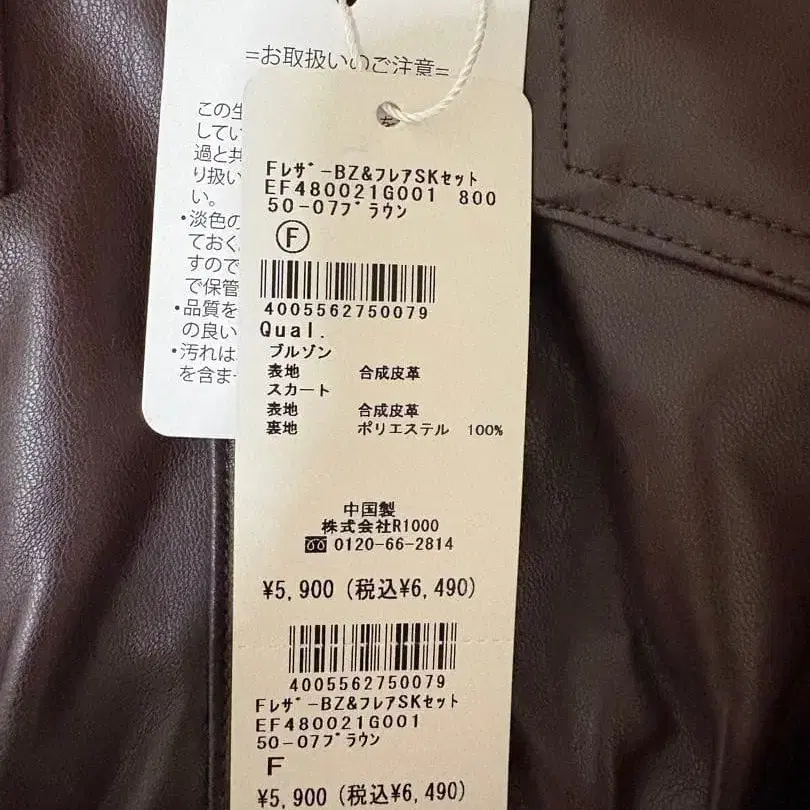 =お取扱いのご注意=
この生
してい
過と共
り扱い
い。
・淡色の
ておく
すので
で保管
・品質を
の良い
・汚れは
を含ま
Fﾚｻﾞ-BZ&ﾌﾚｱSKｾｯﾄ
EF480021G001 800
50-07ﾌﾞﾗｳﾝ
Ⓕ
4005562750079
Qual.
ブルゾン
表地 合成皮革
スカート
表地 合成皮革
裏地 ポリエステル 100%
中国製
株式会社R1000
0120-66-2814
¥5,900 (税込¥6,490)
4005562750079
Fﾚｻﾞ-BZ&ﾌﾚｱSKｾｯﾄ
EF480021G001
50-07ﾌﾞﾗｳﾝ
F
¥5,900 (税込¥6,490)